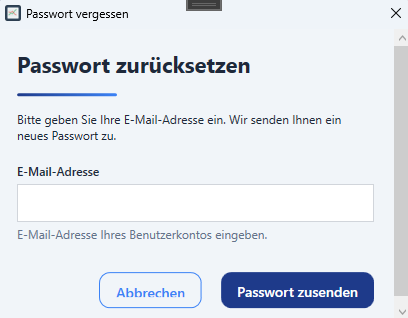 Passwort vergessen
Passwort zurücksetzen
Bitte geben Sie Ihre E-Mail-Adresse ein. Wir senden Ihnen ein
neues Passwort zu.
E-Mail-Adresse
E-Mail-Adresse Ihres Benutzerkontos eingeben.
Abbrechen
Passwort zusenden